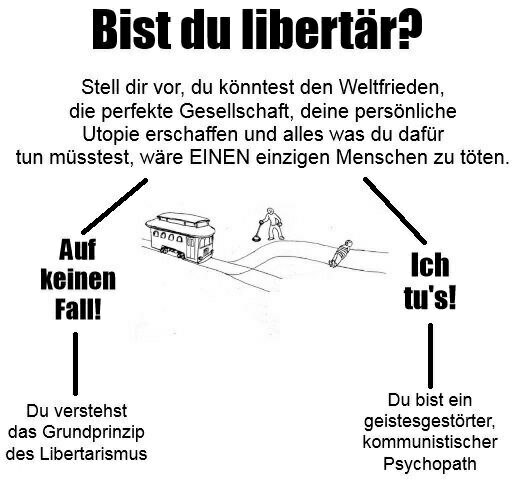 Bist du libertär?
Stell dir vor, du könntest den Weltfrieden,
die perfekte Gesellschaft, deine persönliche
Utopie erschaffen und alles was du dafür
tun müsstest, wäre EINEN einzigen Menschen zu töten.
Auf
keinen
Fall!
Ich
tu's!
Du verstehst
das Grundprinzip
des Libertarismus
Du bist ein
geistesgestörter,
kommunistischer
Psychopath